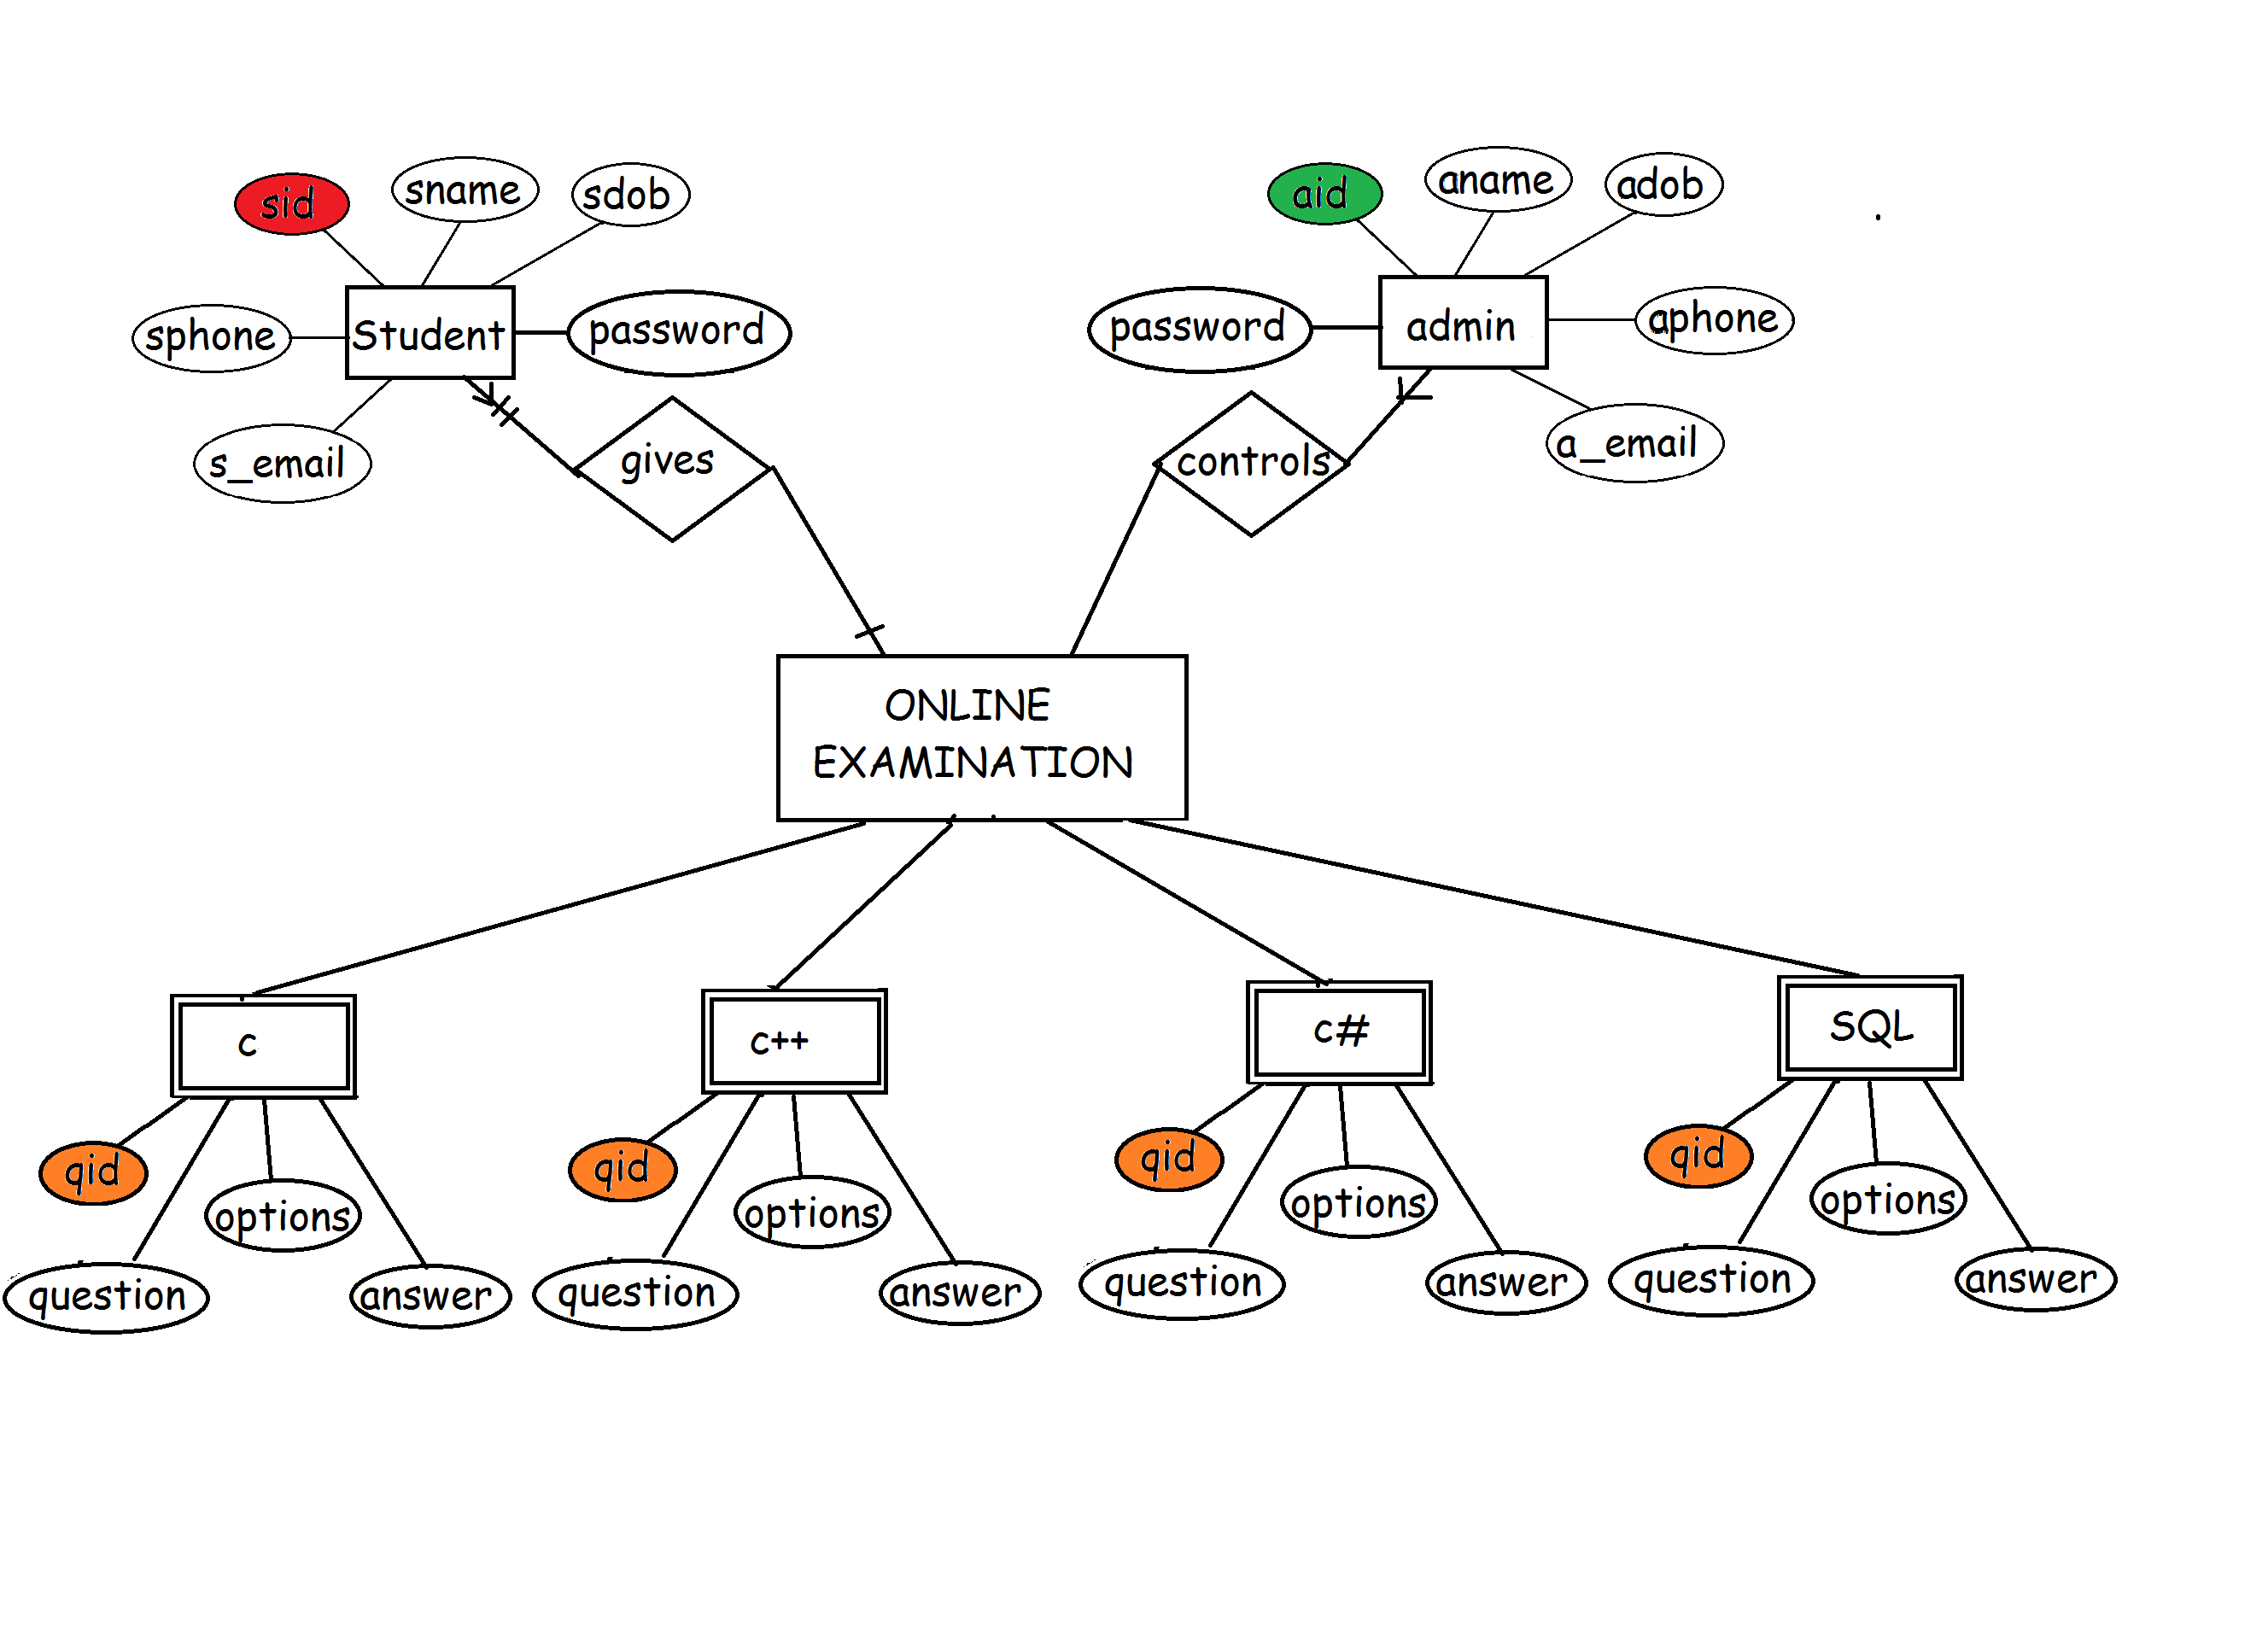 sid
sname
sdob
sphone
Student
password
s_email
gives
aid
aname
adob
password
admin
aphone
controls
a_email
ONLINE
EXAMINATION
c
qid
options
question
answer
c++
qid
options
question
answer
c#
qid
options
question
answer
SQL
qid
options
question
answer